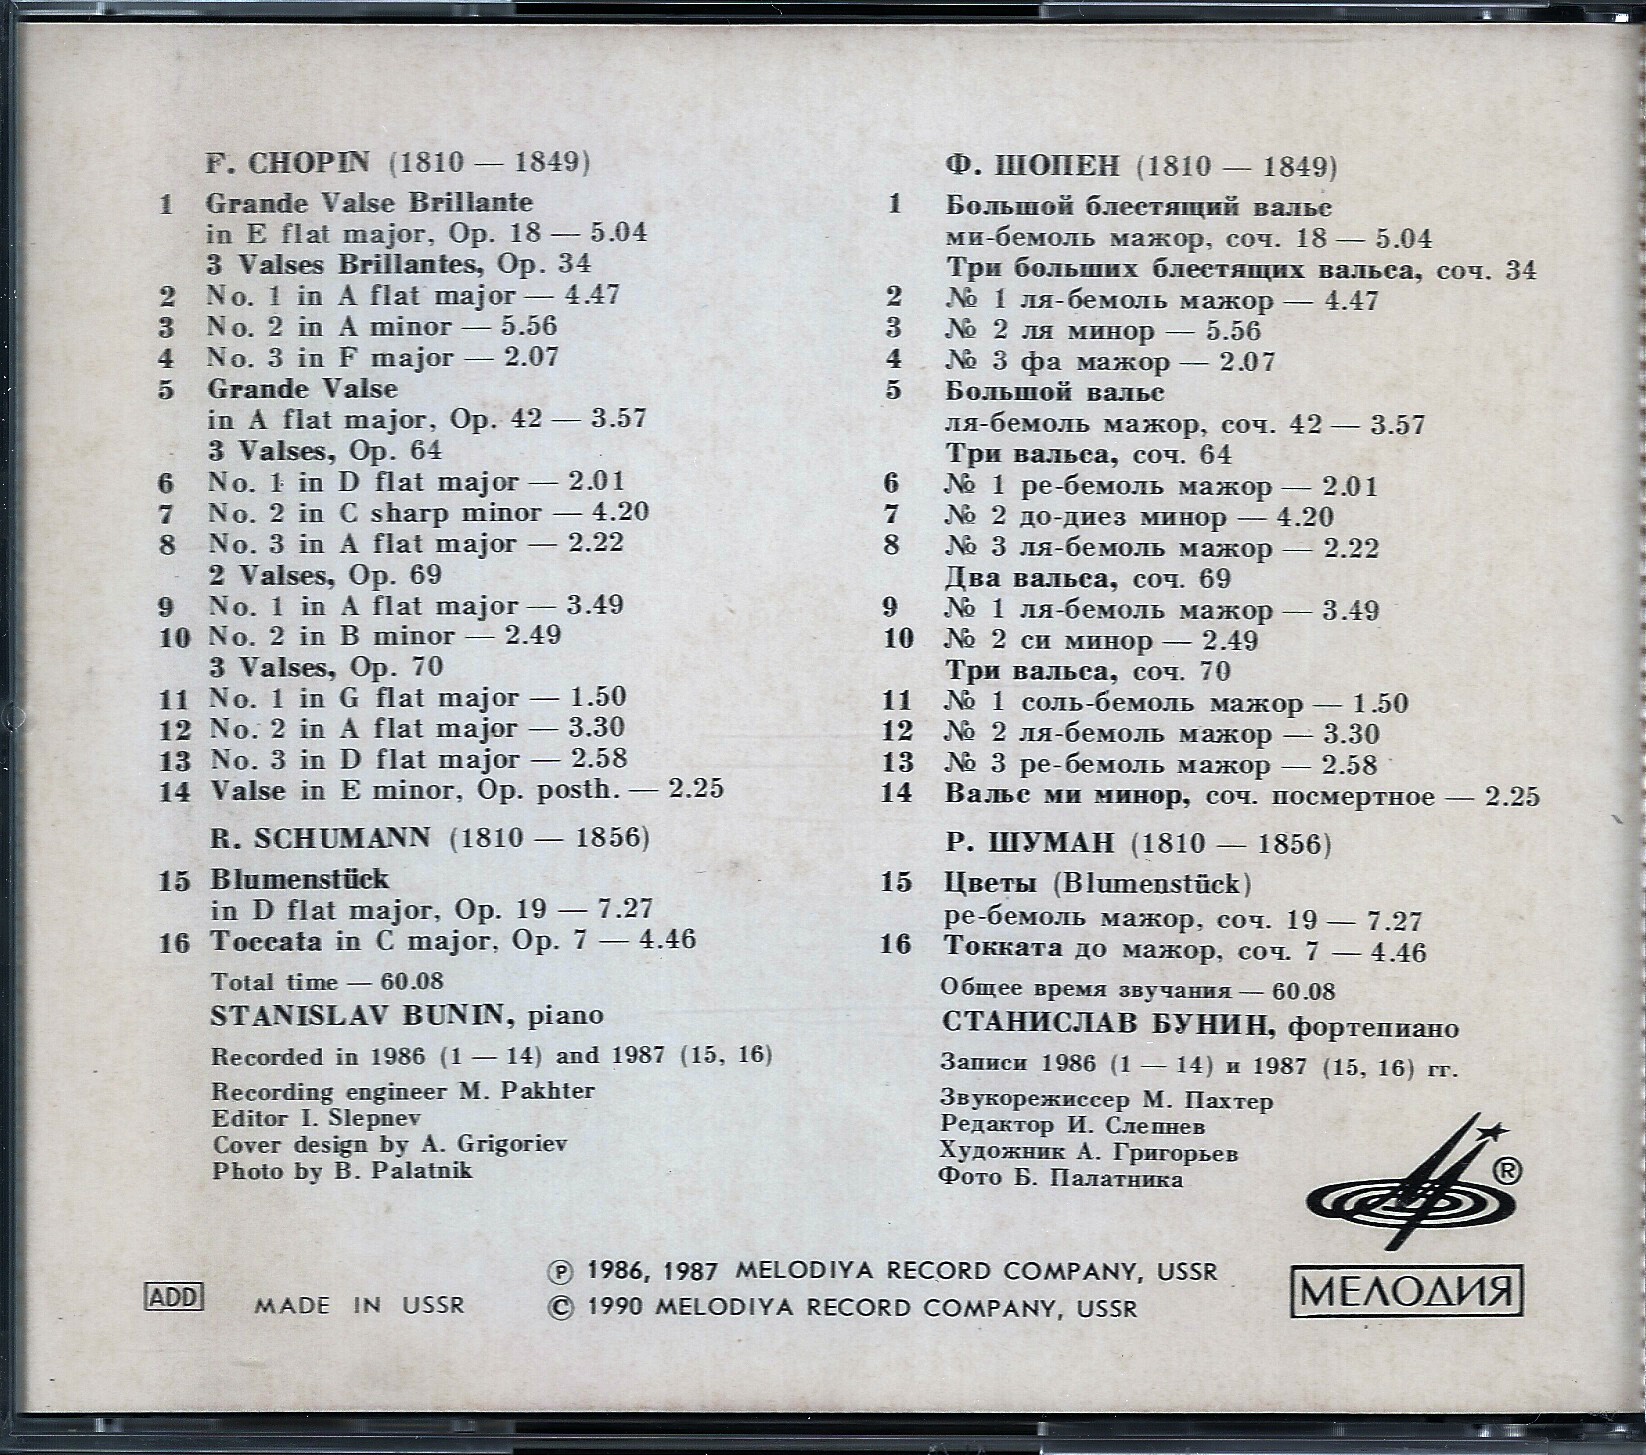 F. CHOPIN (1810 — 1849)
1 Grande Valse Brillante
in E flat major, Op. 18 — 5.04
3 Valses Brillantes, Op. 34
2 No. 1 in A flat major — 4.47
3 No. 2 in A minor — 5.56
4 No. 3 in F major — 2.07
5 Grande Valse
in A flat major, Op. 42 — 3.57
3 Valses, Op. 64
6 No. 1 in D flat major — 2.01
7 No. 2 in C sharp minor — 4.20
8 No. 3 in A flat major — 2.22
2 Valses, Op. 69
9 No. 1 in A flat major — 3.49
10 No. 2 in B minor — 2.49
3 Valses, Op. 70
11 No. 1 in G flat major — 1.50
12 No. 2 in A flat major — 3.30
13 No. 3 in D flat major — 2.58
14 Valse in E minor, Op. posth. — 2.25
R. SCHUMANN (1810 — 1856)
15 Blumenstück
in D flat major, Op. 19 — 7.27
16 Toccata in C major, Op. 7 — 4.46
Total time — 60.08
STANISLAV BUNIN, piano
Recorded in 1986 (1 — 14) and 1987 (15, 16)
Recording engineer M. Pakhter
Editor I. Slepnev
Cover design by A. Grigoriev
Photo by B. Palatnik
Ф. ШОПЕН (1810 — 1849)
1 Большой блестящий вальс
ми-бемоль мажор, соч. 18 — 5.04
Три больших блестящих вальса, соч. 34
2 № 1 ля-бемоль мажор — 4.47
3 № 2 ля минор — 5.56
4 № 3 фа мажор — 2.07
5 Большой вальс
ля-бемоль мажор, соч. 42 — 3.57
Три вальса, соч. 64
6 № 1 ре-бемоль мажор — 2.01
7 № 2 до-диез минор — 4.20
8 № 3 ля-бемоль мажор — 2.22
Два вальса, соч. 69
9 № 1 ля-бемоль мажор — 3.49
10 № 2 си минор — 2.49
Три вальса, соч. 70
11 № 1 соль-бемоль мажор — 1.50
12 № 2 ля-бемоль мажор — 3.30
13 № 3 ре-бемоль мажор — 2.58
14 Вальс ми минор, соч. посмертное — 2.25
Р. ШУМАН (1810 — 1856)
15 Цветы (Blumenstück)
ре-бемоль мажор, соч. 19 — 7.27
16 Токката до мажор, соч. 7 — 4.46
Общее время звучания — 60.08
СТАНИСЛАВ БУНИН, фортепиано
Записи 1986 (1 — 14) и 1987 (15, 16) гг.
Звукорежиссер М. Пахтер
Редактор И. Слепнев
Художник А. Григорьев
Фото Б. Палатника
®
ADD
MADE IN USSR
℗ 1986, 1987 MELODIYA RECORD COMPANY, USSR
© 1990 MELODIYA RECORD COMPANY, USSR
МЕЛОДИЯ